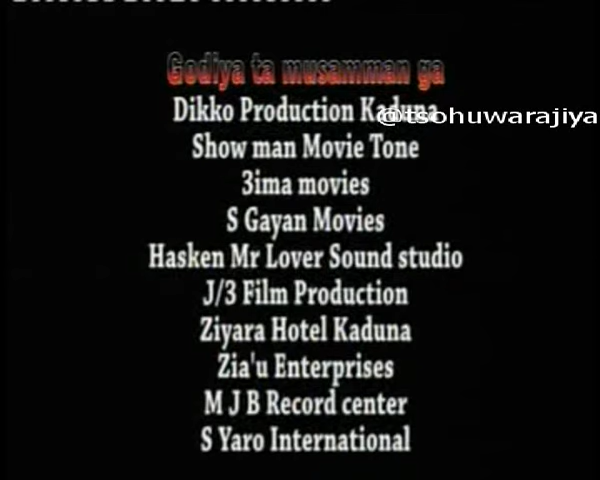 Godiya ta musamman ga
Dikko Production Kaduna
@tsohuwarajiya
Show man Movie Tone
3ima movies
S Gayan Movies
Hasken Mr Lover Sound studio
J/3 Film Production
Ziyara Hotel Kaduna
Zia'u Enterprises
M J B Record center
S Yaro International